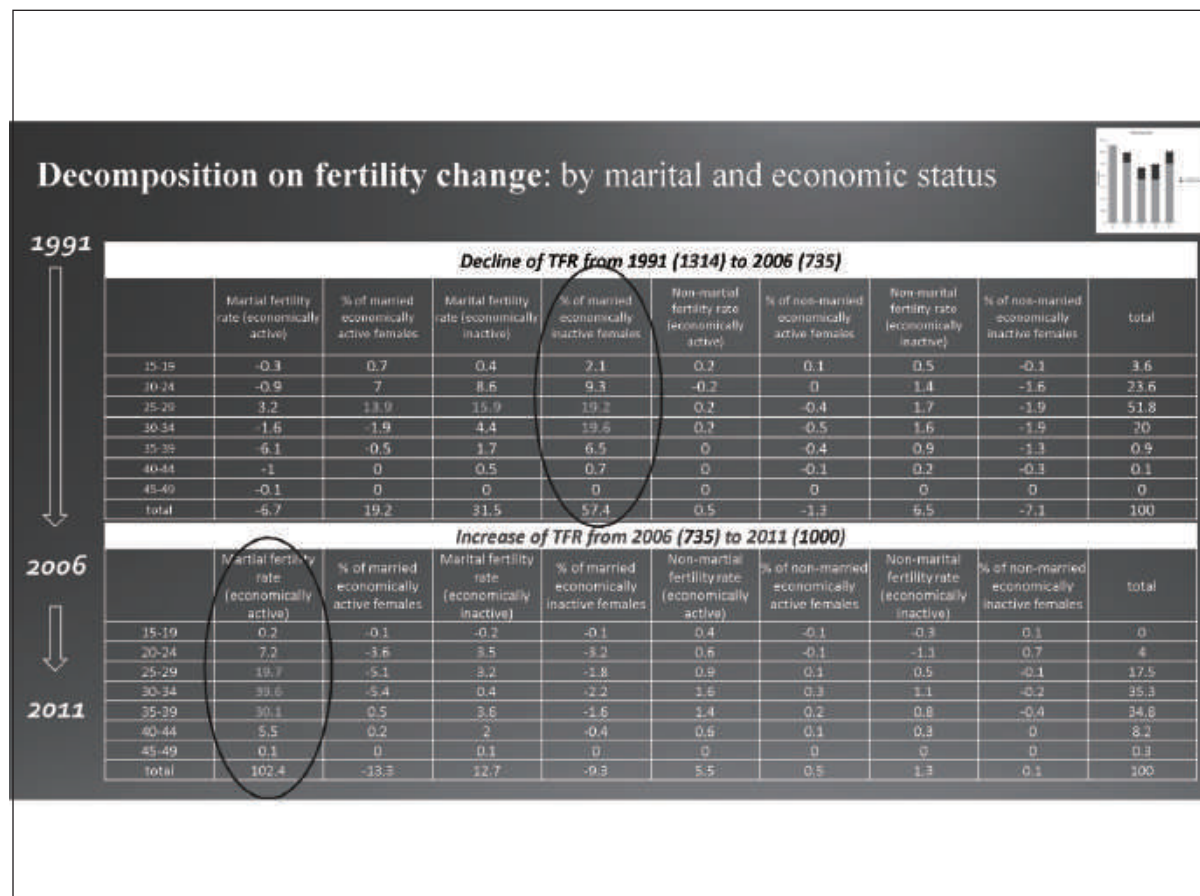 Decomposition on fertility change: by marital and economic status
1991
Decline of TFR from 1991 (1314) to 2006 (735)
Martial fertility rate (economically active) % of married economically active females Marital fertility rate (economically inactive) % of married economically inactive females Non-martial fertility rate (economically active) % of non-married economically active females Non-marital fertility rate (economically inactive) % of non-married economically inactive females total
15-19 -0.3 0.7 0.4 2.1 0.2 0.1 0.5 -0.1 3.6
20-24 -0.9 7 8.6 9.3 -0.2 0 1.4 -1.6 23.6
25-29 3.2 13.9 15.9 19.2 0.2 -0.4 1.7 -1.9 51.8
30-34 -1.6 -1.9 4.4 19.6 0.2 -0.5 1.6 -1.9 20
35-39 -6.1 -0.5 1.7 6.5 0 -0.4 0.9 -1.3 0.9
40-44 -1 0 0.5 0.7 0 -0.1 0.2 -0.3 0.1
45-49 -0.1 0 0 0 0 0 0 0 0
total -6.7 19.2 31.5 57.4 0.5 -1.3 6.5 -7.1 100
2006
Increase of TFR from 2006 (735) to 2011 (1000)
Martial fertility rate (economically active) % of married economically active females Marital fertility rate (economically inactive) % of married economically inactive females Non-martial fertility rate (economically active) % of non-married economically active females Non-marital fertility rate (economically inactive) % of non-married economically inactive females total
15-19 0.2 -0.1 -0.2 -0.1 0.4 -0.1 -0.3 0.1 0
20-24 7.2 -3.6 3.5 -3.2 0.6 -0.1 -1.1 0.7 4
25-29 19.7 -5.1 3.2 -1.8 0.9 0.1 0.5 -0.1 17.5
30-34 39.6 -5.4 0.4 -2.2 1.6 0.3 1.1 -0.2 35.3
35-39 30.1 0.5 3.6 -1.6 1.4 0.2 0.8 -0.4 34.8
40-44 5.5 0.2 2 -0.4 0.6 0.1 0.3 0 8.2
45-49 0.1 0 0.1 0 0 0 0 0 0.3
total 102.4 -13.3 12.7 -9.3 5.5 0.5 1.3 0.1 100
2011